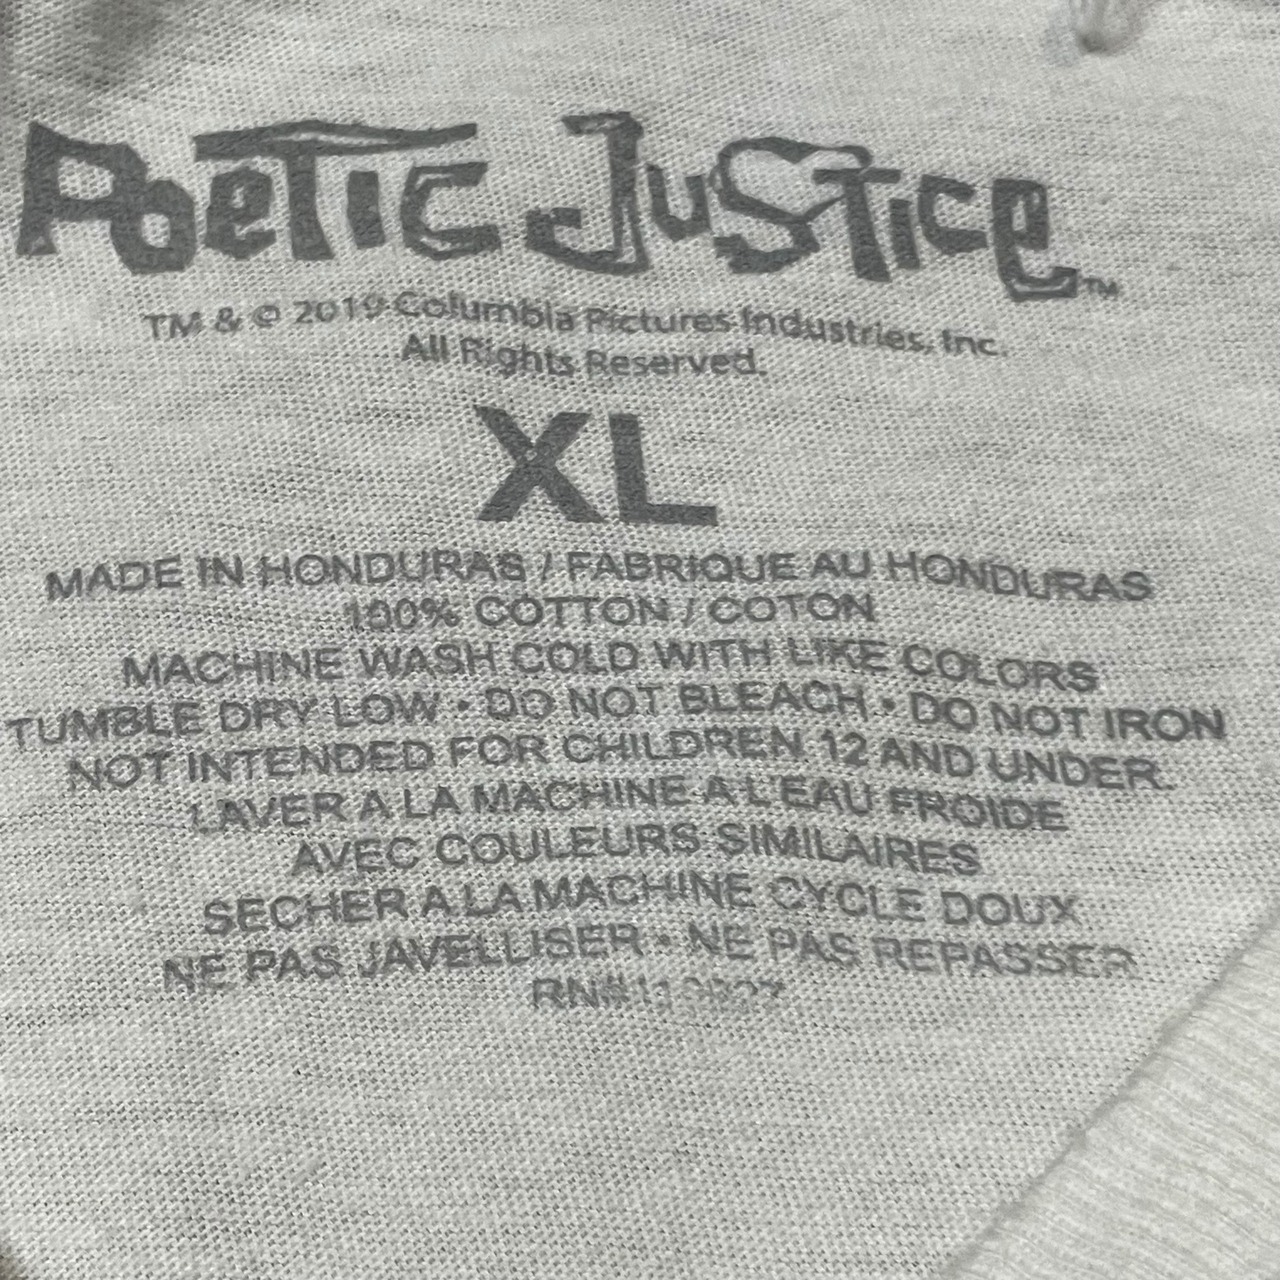 Poetic Justice™
TM & © 2019 Columbia Pictures Industries, Inc.
All Rights Reserved.
XL
MADE IN HONDURAS / FABRIQUE AU HONDURAS
100% COTTON / COTON
MACHINE WASH COLD WITH LIKE COLORS
TUMBLE DRY LOW • DO NOT BLEACH • DO NOT IRON
NOT INTENDED FOR CHILDREN 12 AND UNDER.
LAVER A LA MACHINE A L'EAU FROIDE
AVEC COULEURS SIMILAIRES
SECHER A LA MACHINE CYCLE DOUX
NE PAS JAVELLISER • NE PAS REPASSER